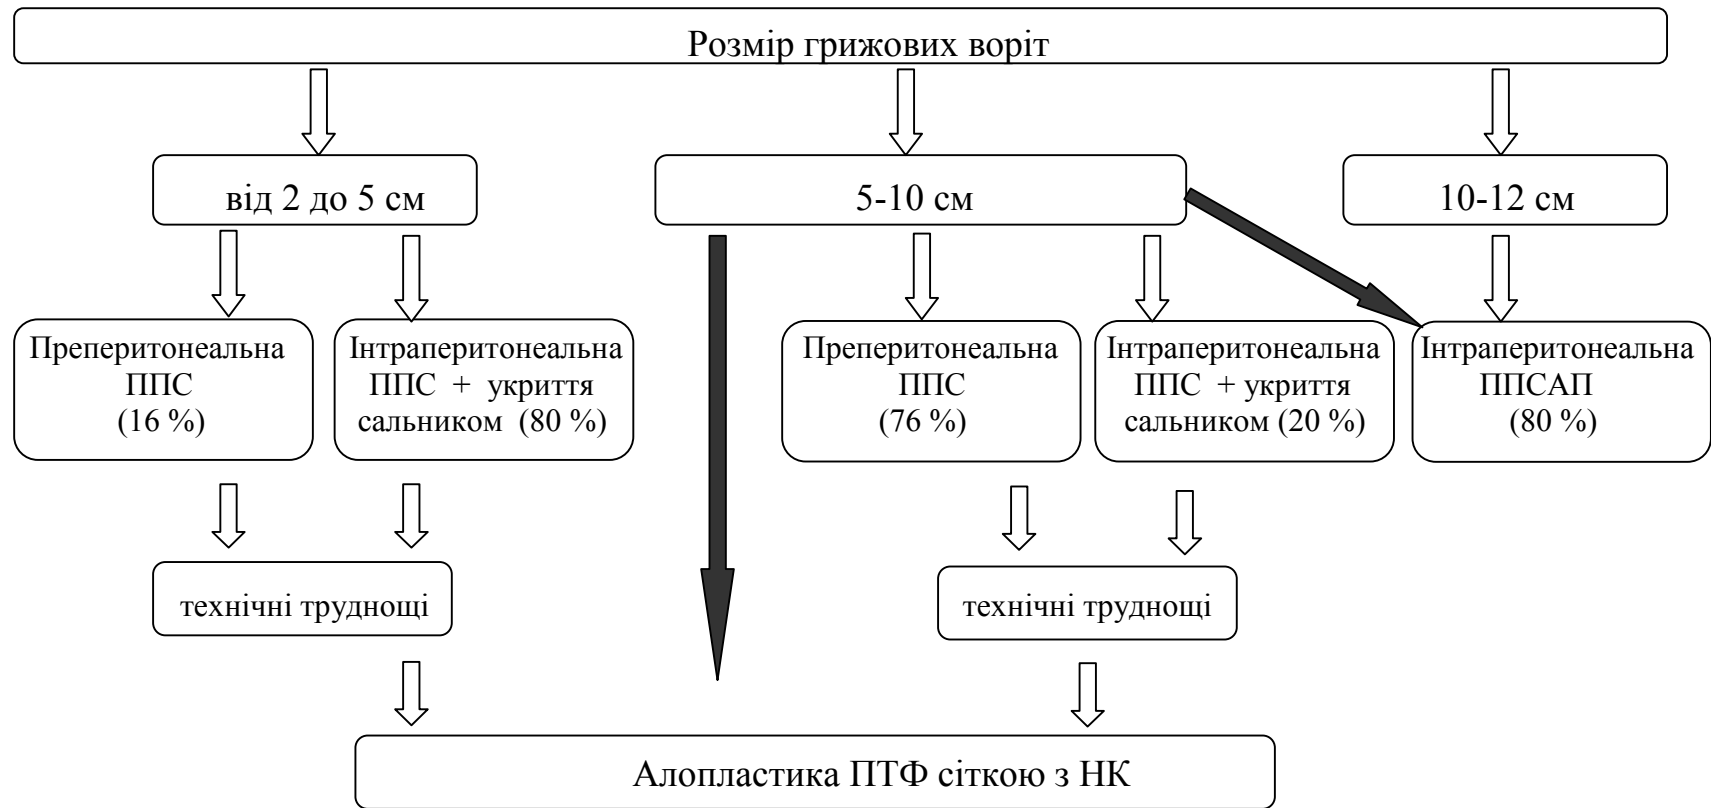 Розмір грижових воріт
від 2 до 5 см
5-10 см
10-12 см
Преперитонеальна
ППС
(16 %)
Інтраперитонеальна
ППС + укриття
сальником (80 %)
Преперитонеальна
ППС
(76 %)
Інтраперитонеальна
ППС + укриття
сальником (20 %)
Інтраперитонеальна
ППСАП
(80 %)
технічні труднощі
технічні труднощі
Алопластика ПТФ сіткою з НК